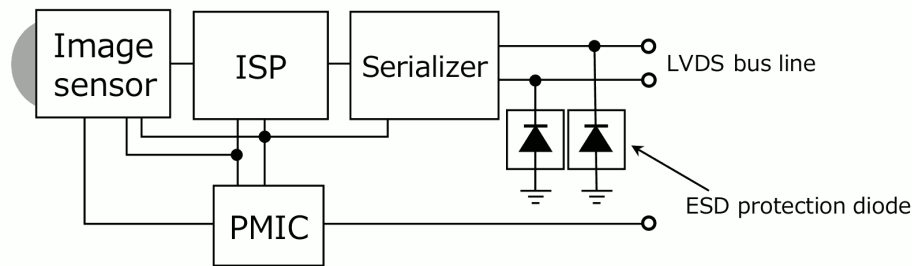 Image
sensor
ISP
Serializer
LVDS bus line
ESD protection diode
PMIC